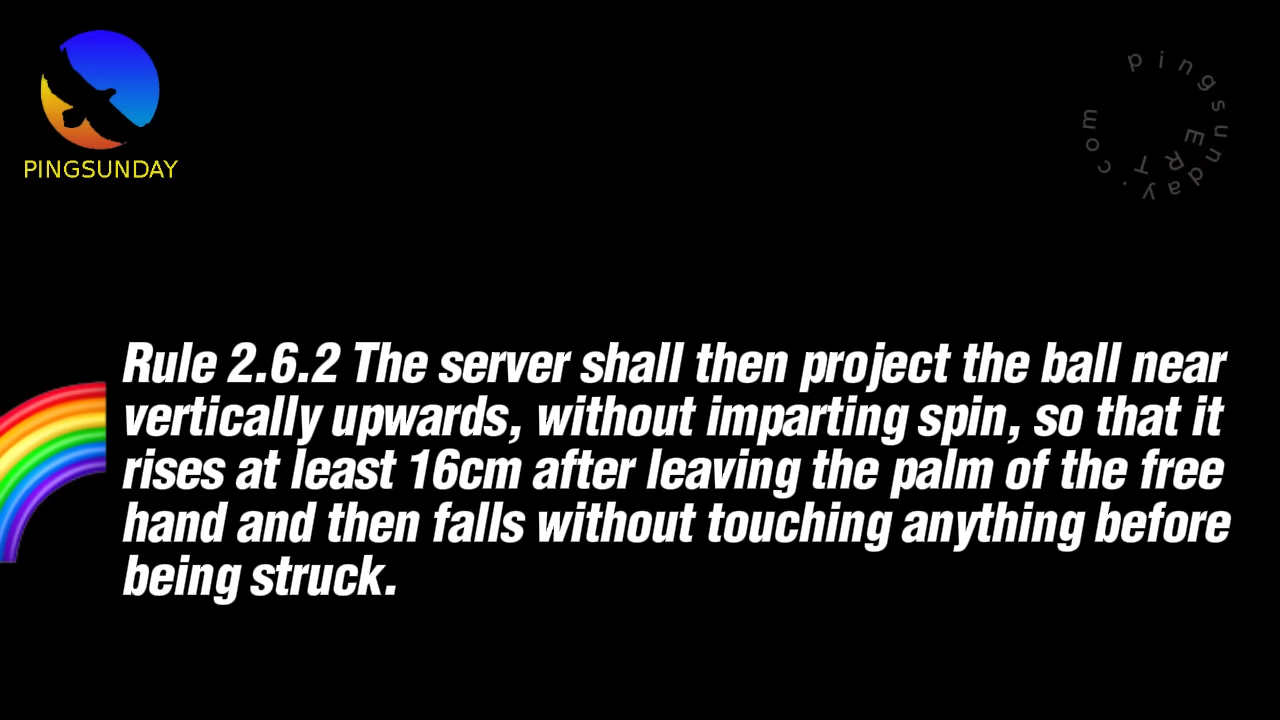 PINGSUNDAY
pingsunday.com
TRE
Rule 2.6.2 The server shall then project the ball near
vertically upwards, without imparting spin, so that it
rises at least 16cm after leaving the palm of the free
hand and then falls without touching anything before
being struck.